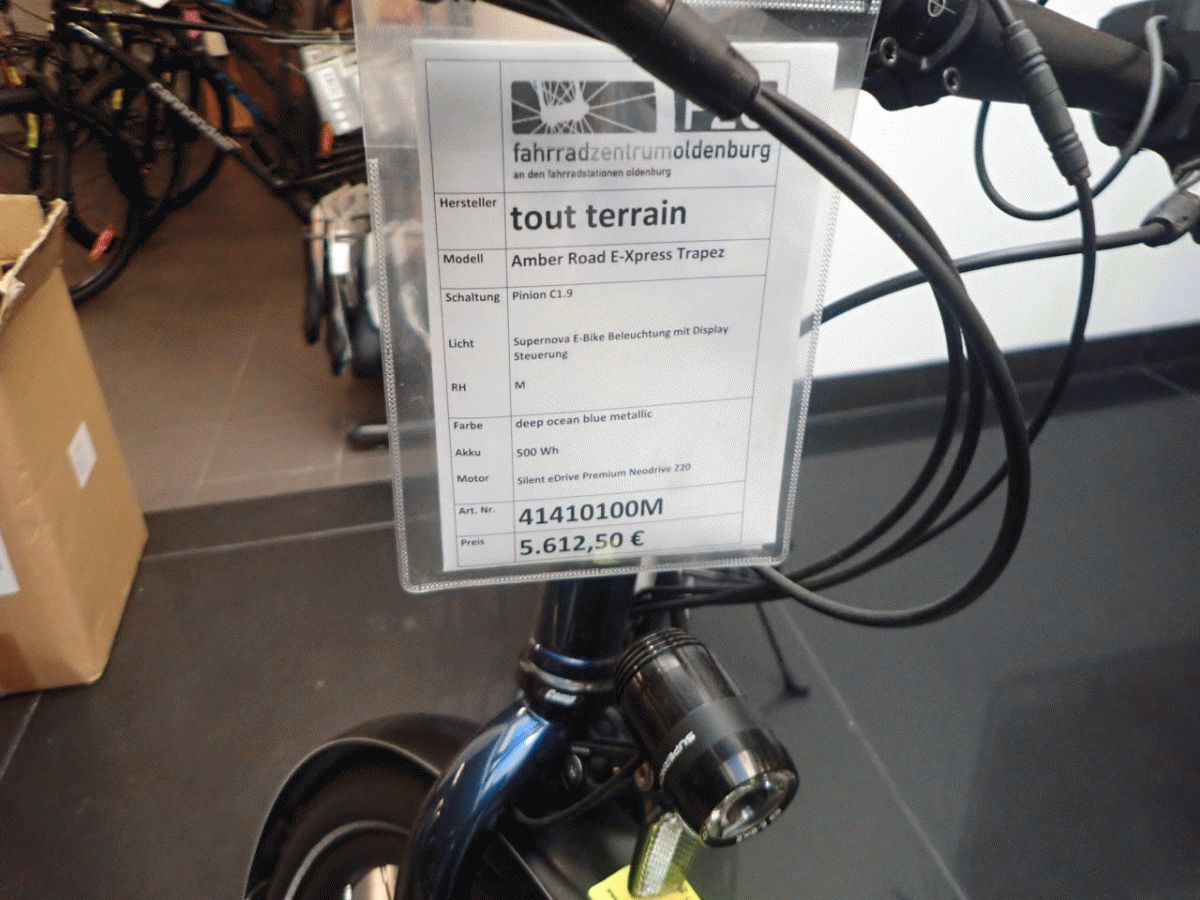 fahrradzentrumoldenburg
an den fahrradstationen oldenburg
Hersteller tout terrain
Modell Amber Road E-Xpress Trapez
Schaltung Pinion C1.9
Licht Supernova E-Bike Beleuchtung mit Display
Steuerung
RH M
Farbe deep ocean blue metallic
Akku 500 Wh
Motor Silent eDrive Premium Neodrive Z20
Art. Nr. 41410100M
Preis 5.612,50 €